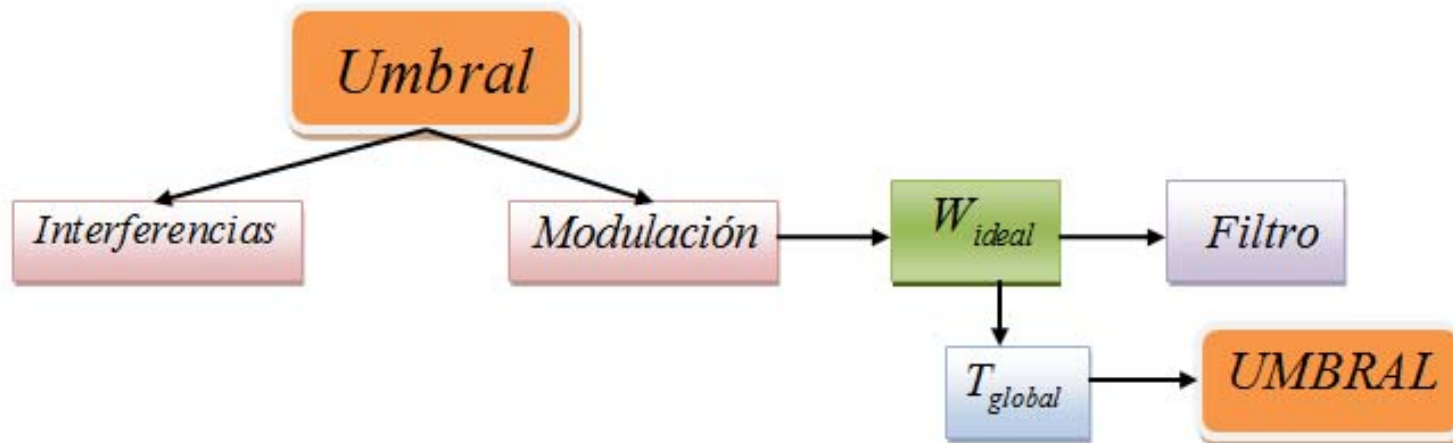 Umbral
Interferencias
Modulación
W ideal
Filtro
T global
UMBRAL